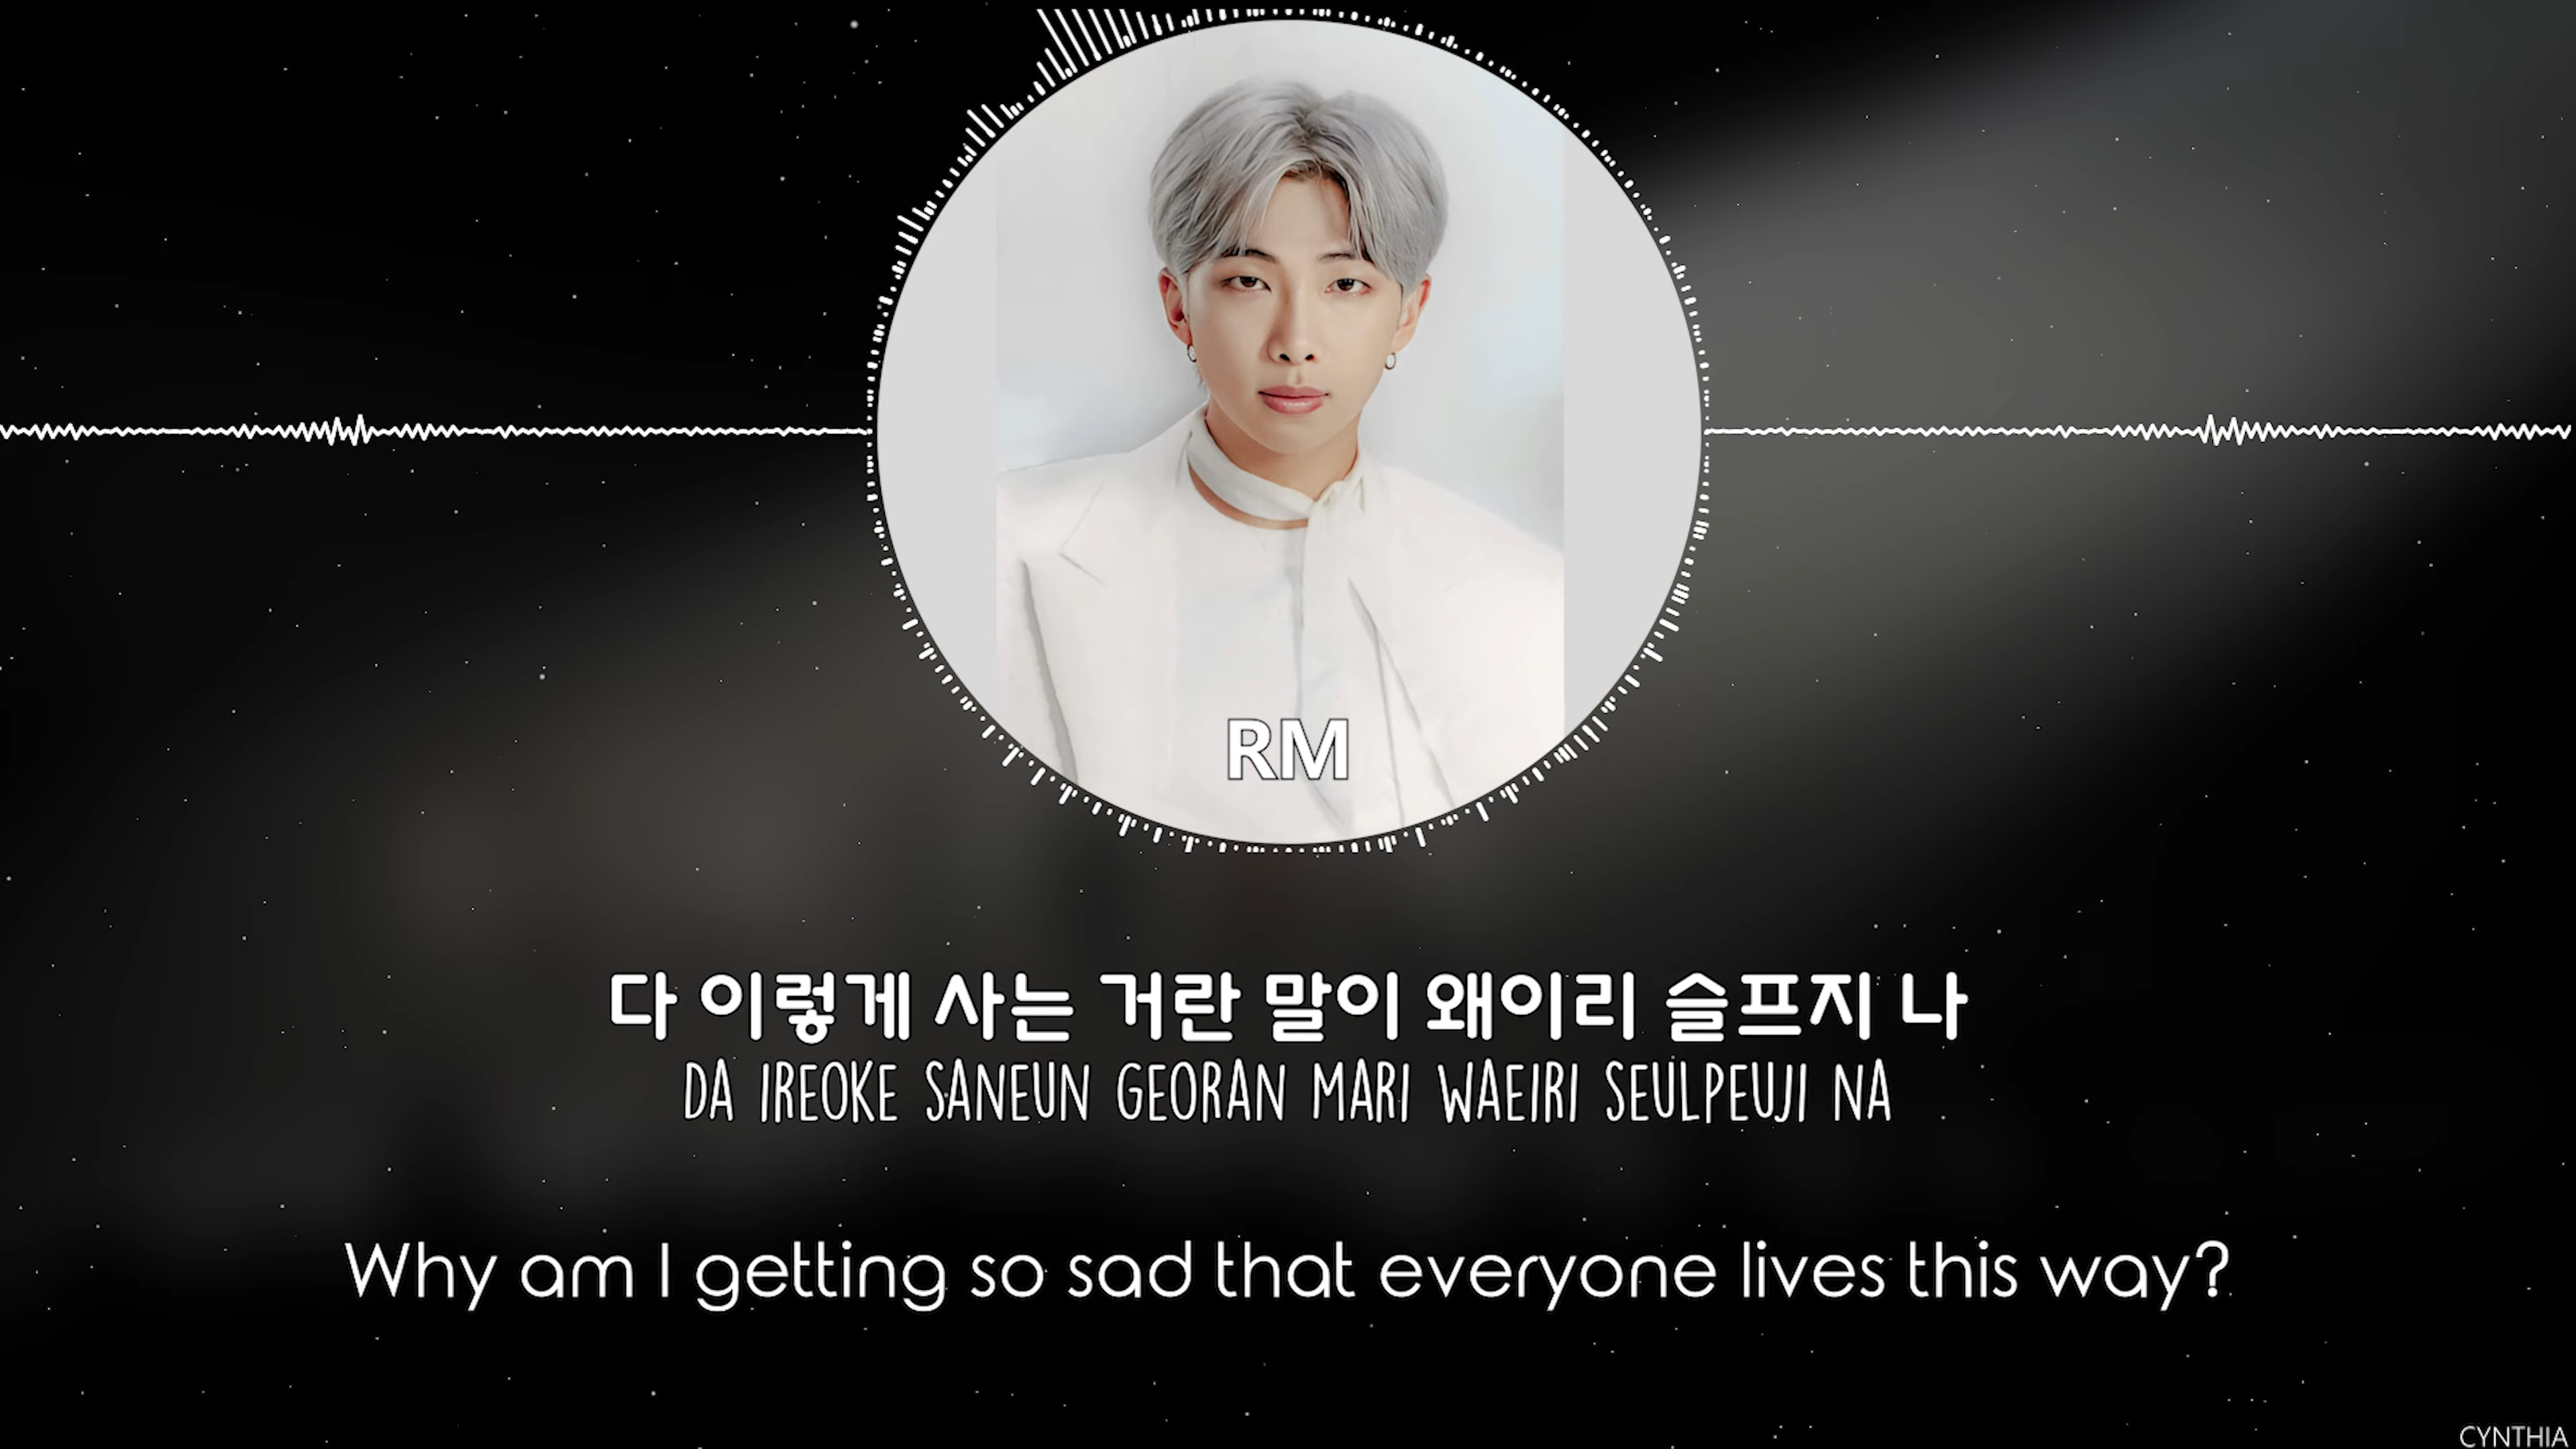 RM
다 이렇게 사는 거란 말이 왜이리 슬프지 나
DA IREOKE SANEUN GEORAN MARI WAEIRI SEULPEUJI NA
Why am I getting so sad that everyone lives this way?
CYNTHIA